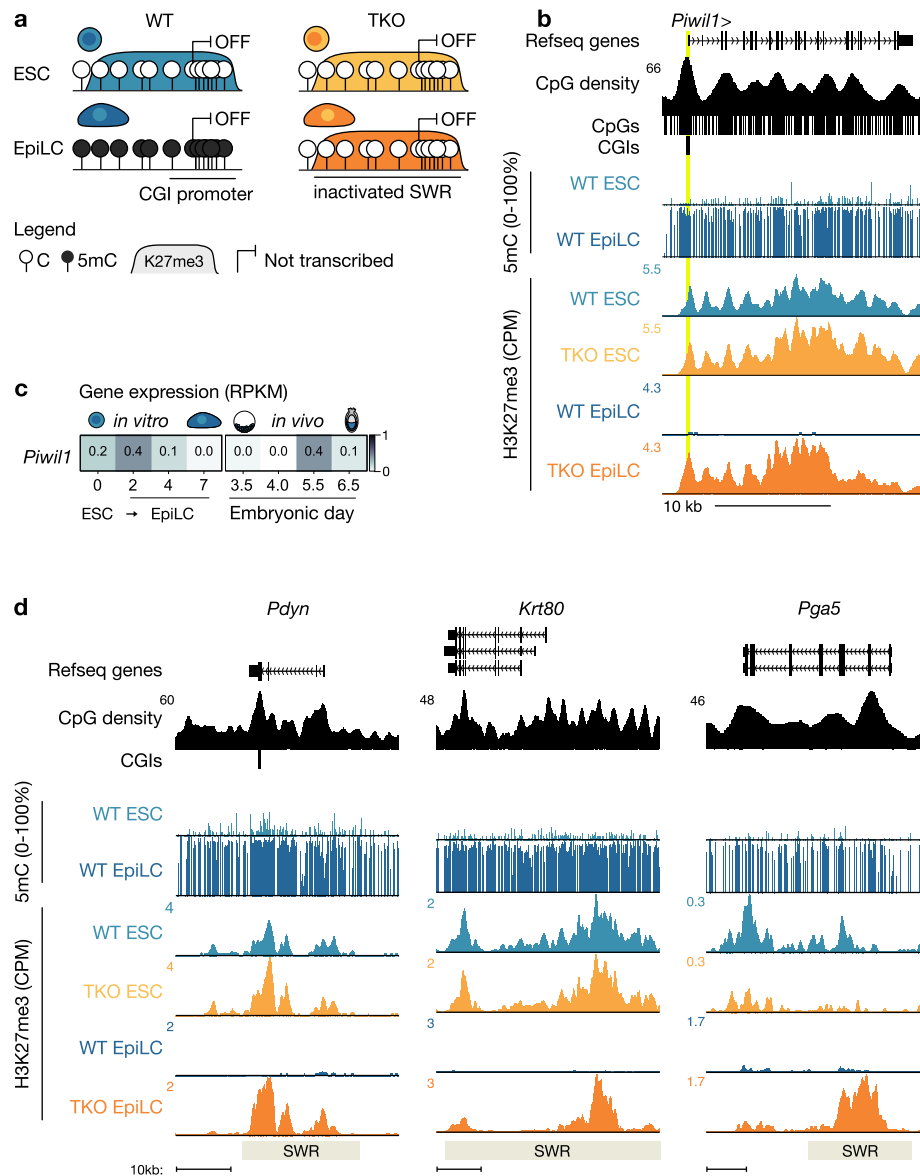 a
WT
TKO
OFF
OFF
ESC
OFF
OFF
EpiLC
CGI promoter
inactivated SWR
Legend
C
5mC
K27me3
Not transcribed
b
Piwil1>
Refseq genes
66
CpG density
CpGs
CGIs
5mC (0-100%)
WT ESC
WT EpiLC
H3K27me3 (CPM)
5.5
WT ESC
5.5
TKO ESC
4.3
WT EpiLC
4.3
TKO EpiLC
10 kb
c
Gene expression (RPKM)
in vitro
in vivo
Piwil1
0.2 0.4 0.1 0.0 0.0 0.0 0.4 0.1
1
0
0 2 4 7 3.5 4.0 5.5 6.5
ESC → EpiLC
Embryonic day
d
Pdyn
Krt80
Pga5
Refseq genes
60
48
46
CpG density
CGIs
5mC (0-100%)
WT ESC
WT EpiLC
H3K27me3 (CPM)
4
2
0.3
WT ESC
4
2
0.3
TKO ESC
2
3
1.7
WT EpiLC
2
3
1.7
TKO EpiLC
SWR
SWR
SWR
10kb: